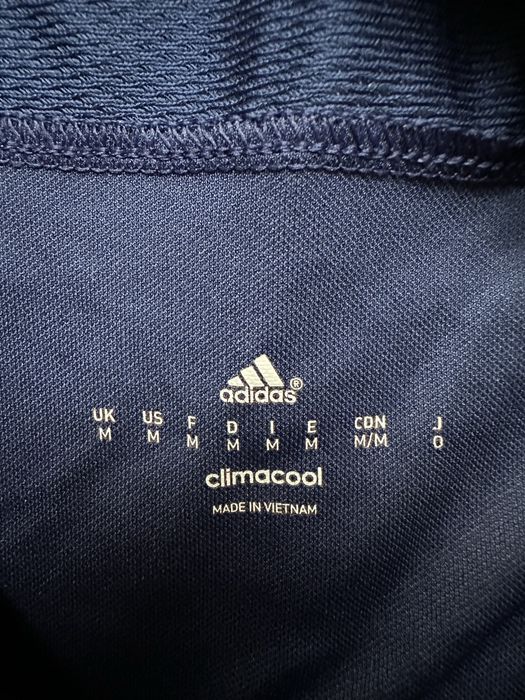 adidas®
UK US F D I E CDN J
M M M M M M M/M O
climacool
MADE IN VIETNAM